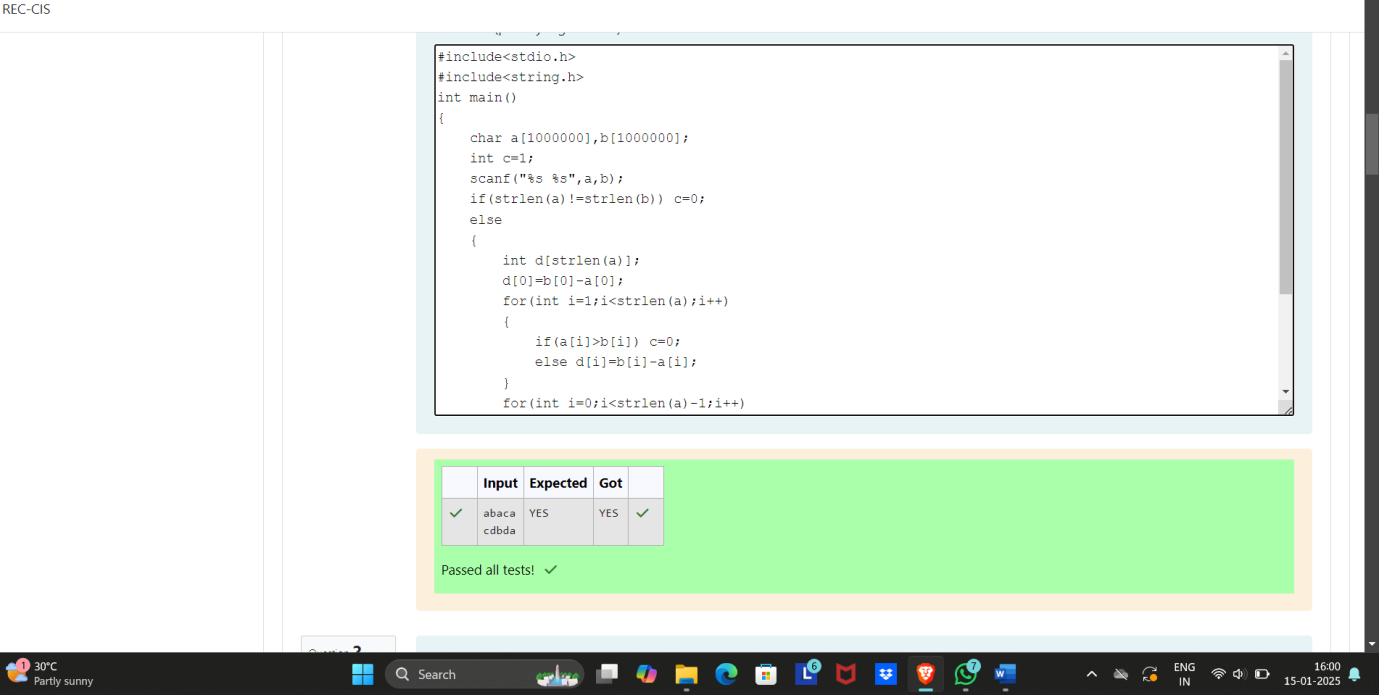 REC-CIS
#include<stdio.h>
#include<string.h>
int main()
{
    char a[1000000],b[1000000];
    int c=1;
    scanf("%s %s",a,b);
    if(strlen(a)!=strlen(b)) c=0;
    else
    {
        int d[strlen(a)];
        d[0]=b[0]-a[0];
        for(int i=1;i<strlen(a);i++)
        {
            if(a[i]>b[i]) c=0;
            else d[i]=b[i]-a[i];
        }
        for(int i=0;i<strlen(a)-1;i++)
Input Expected Got
abaca YES YES
cdbda
Passed all tests!
1 30°C
Partly sunny
Search
6
7
ENG
IN
16:00
15-01-2025